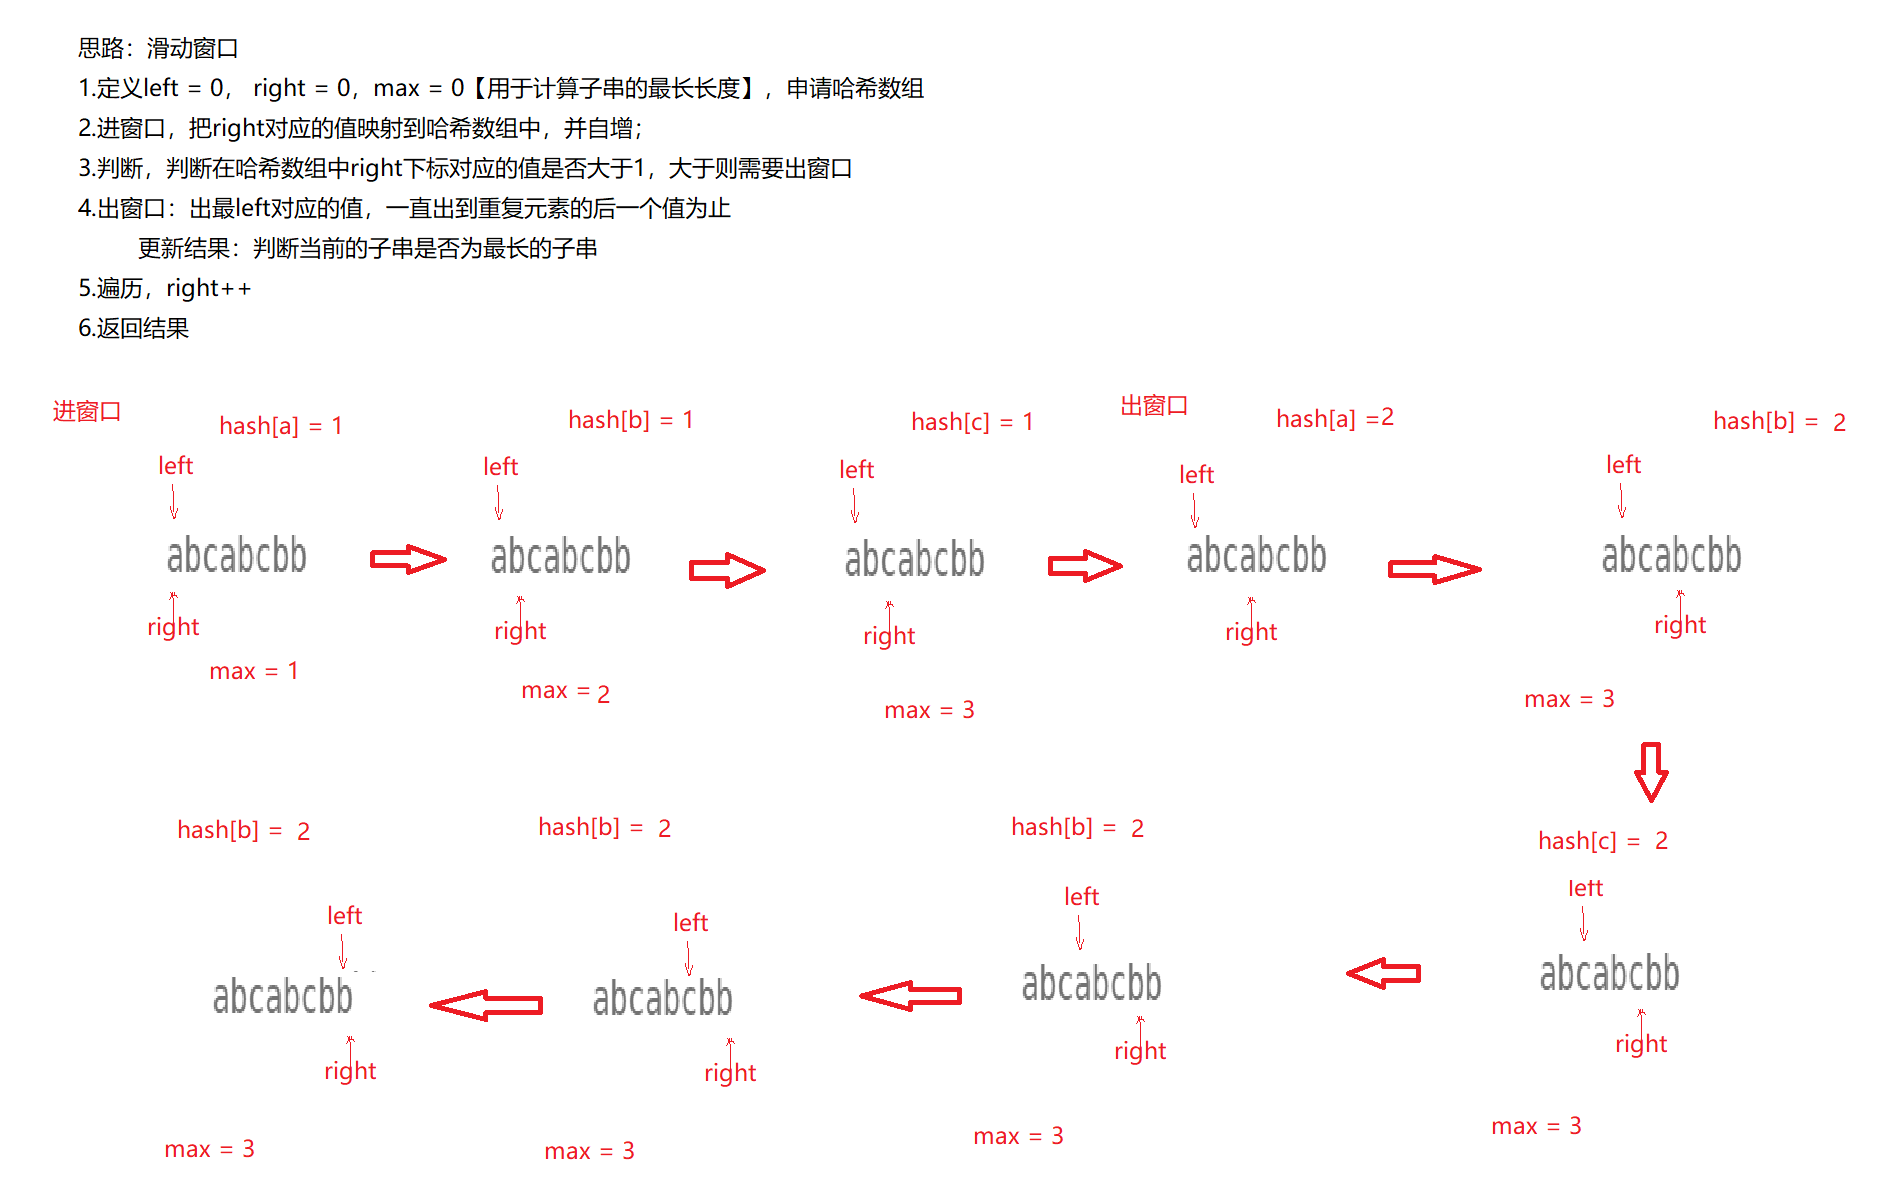 思路：滑动窗口
1.定义left = 0， right = 0，max = 0【用于计算子串的最长长度】，申请哈希数组
2.进窗口，把right对应的值映射到哈希数组中，并自增；
3.判断，判断在哈希数组中right下标对应的值是否大于1，大于则需要出窗口
4.出窗口：出最left对应的值，一直出到重复元素的后一个值为止
更新结果：判断当前的子串是否为最长的子串
5.遍历，right++
6.返回结果
进窗口
hash[a] = 1
left
abcabcbb
right
max = 1
hash[b] = 1
left
abcabcbb
right
max = 2
hash[c] = 1
left
abcabcbb
right
max = 3
出窗口
hash[a] =2
left
abcabcbb
right
hash[b] = 2
left
abcabcbb
right
max = 3
hash[c] = 2
left
abcabcbb
right
max = 3
hash[b] = 2
left
abcabcbb
right
max = 3
hash[b] = 2
left
abcabcbb
right
max = 3
hash[b] = 2
left
abcabcbb
right
max = 3